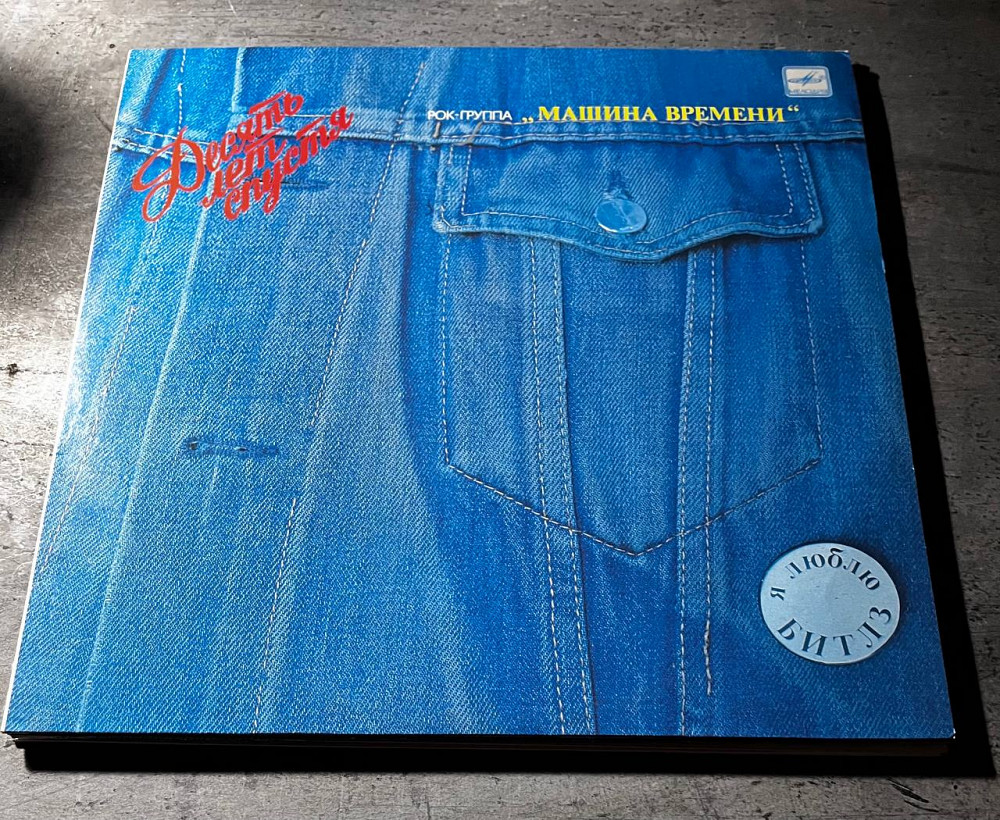 Десять
лет
спустя
РОК-ГРУППА „МАШИНА ВРЕМЕНИ“
Я ЛЮБЛЮ
БИТЛЗ